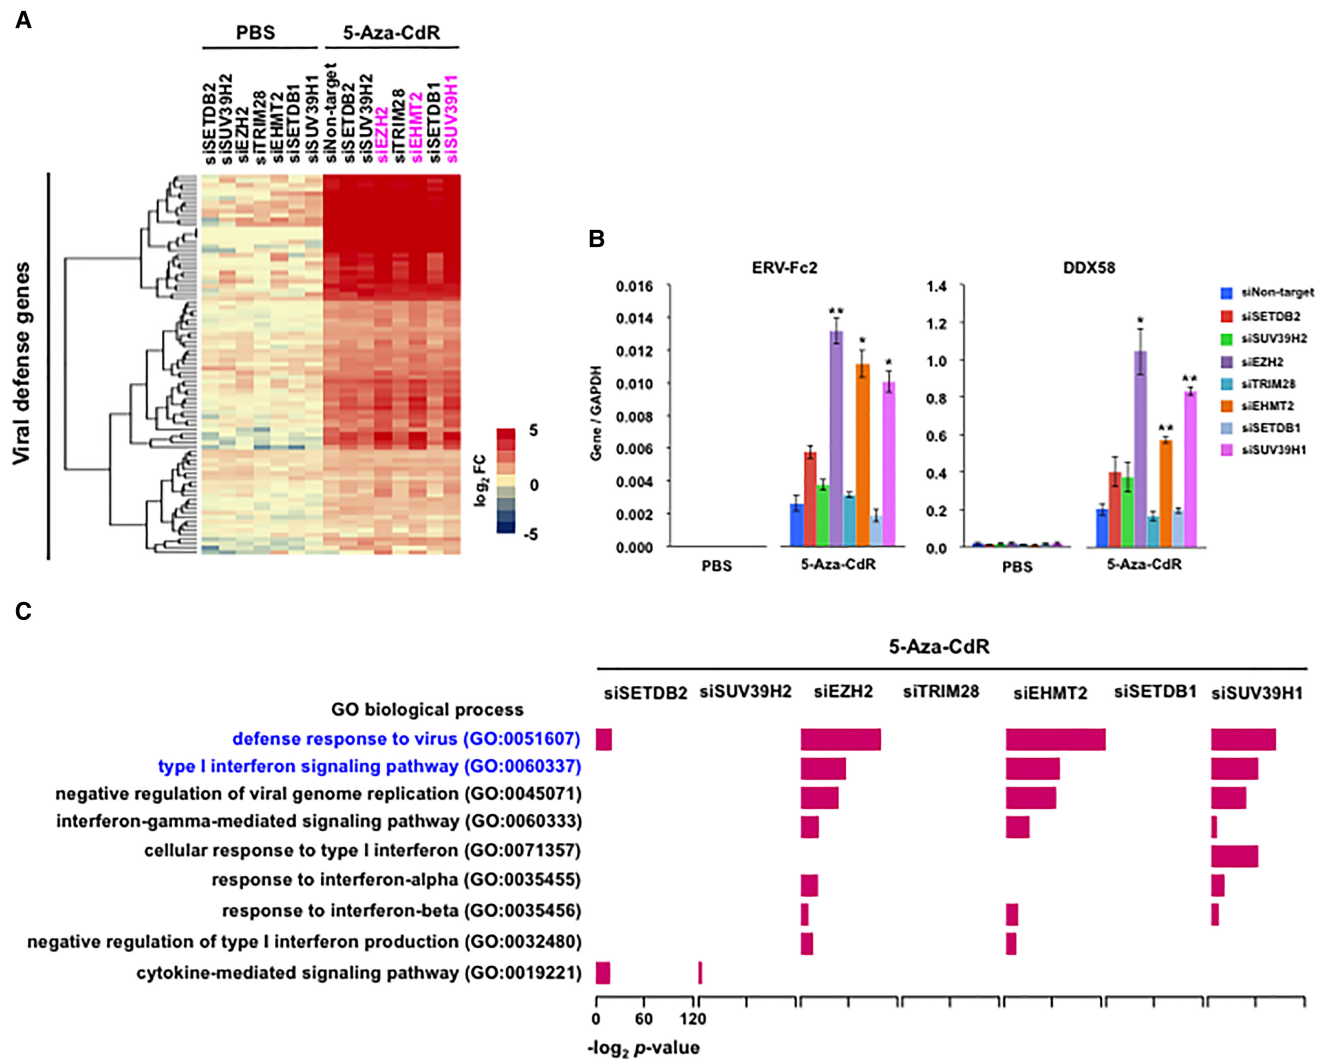 A
PBS
5-Aza-CdR
siSETDB2
siSUV39H2
siEZH2
siTRIM28
siEHMT2
siSETDB1
siSUV39H1
siNon-target
siSETDB2
siSUV39H2
siEZH2
siTRIM28
siEHMT2
siSETDB1
siSUV39H1
Viral defense genes
5
0
-5
log2 FC
B
ERV-Fc2
Gene / GAPDH
0.016
0.014
0.012
0.010
0.008
0.006
0.004
0.002
0.000
**
*
*
PBS
5-Aza-CdR
DDX58
1.4
1.2
1.0
0.8
0.6
0.4
0.2
0.0
*
**
**
PBS
5-Aza-CdR
siNon-target
siSETDB2
siSUV39H2
siEZH2
siTRIM28
siEHMT2
siSETDB1
siSUV39H1
C
5-Aza-CdR
siSETDB2 siSUV39H2 siEZH2 siTRIM28 siEHMT2 siSETDB1 siSUV39H1
GO biological process
defense response to virus (GO:0051607)
type I interferon signaling pathway (GO:0060337)
negative regulation of viral genome replication (GO:0045071)
interferon-gamma-mediated signaling pathway (GO:0060333)
cellular response to type I interferon (GO:0071357)
response to interferon-alpha (GO:0035455)
response to interferon-beta (GO:0035456)
negative regulation of type I interferon production (GO:0032480)
cytokine-mediated signaling pathway (GO:0019221)
0 60 120
-log2 p-value